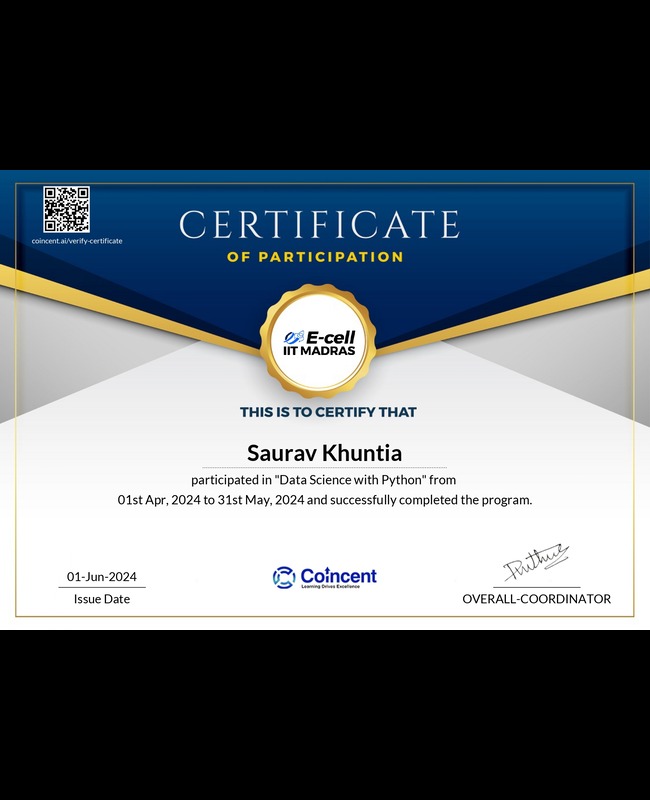 coincent.ai/verify-certificate
CERTIFICATE
OF PARTICIPATION
E-cell
IIT MADRAS
THIS IS TO CERTIFY THAT
Saurav Khuntia
participated in "Data Science with Python" from
01st Apr, 2024 to 31st May, 2024 and successfully completed the program.
01-Jun-2024
Issue Date
Coincent
Learning Drives Excellence
OVERALL-COORDINATOR